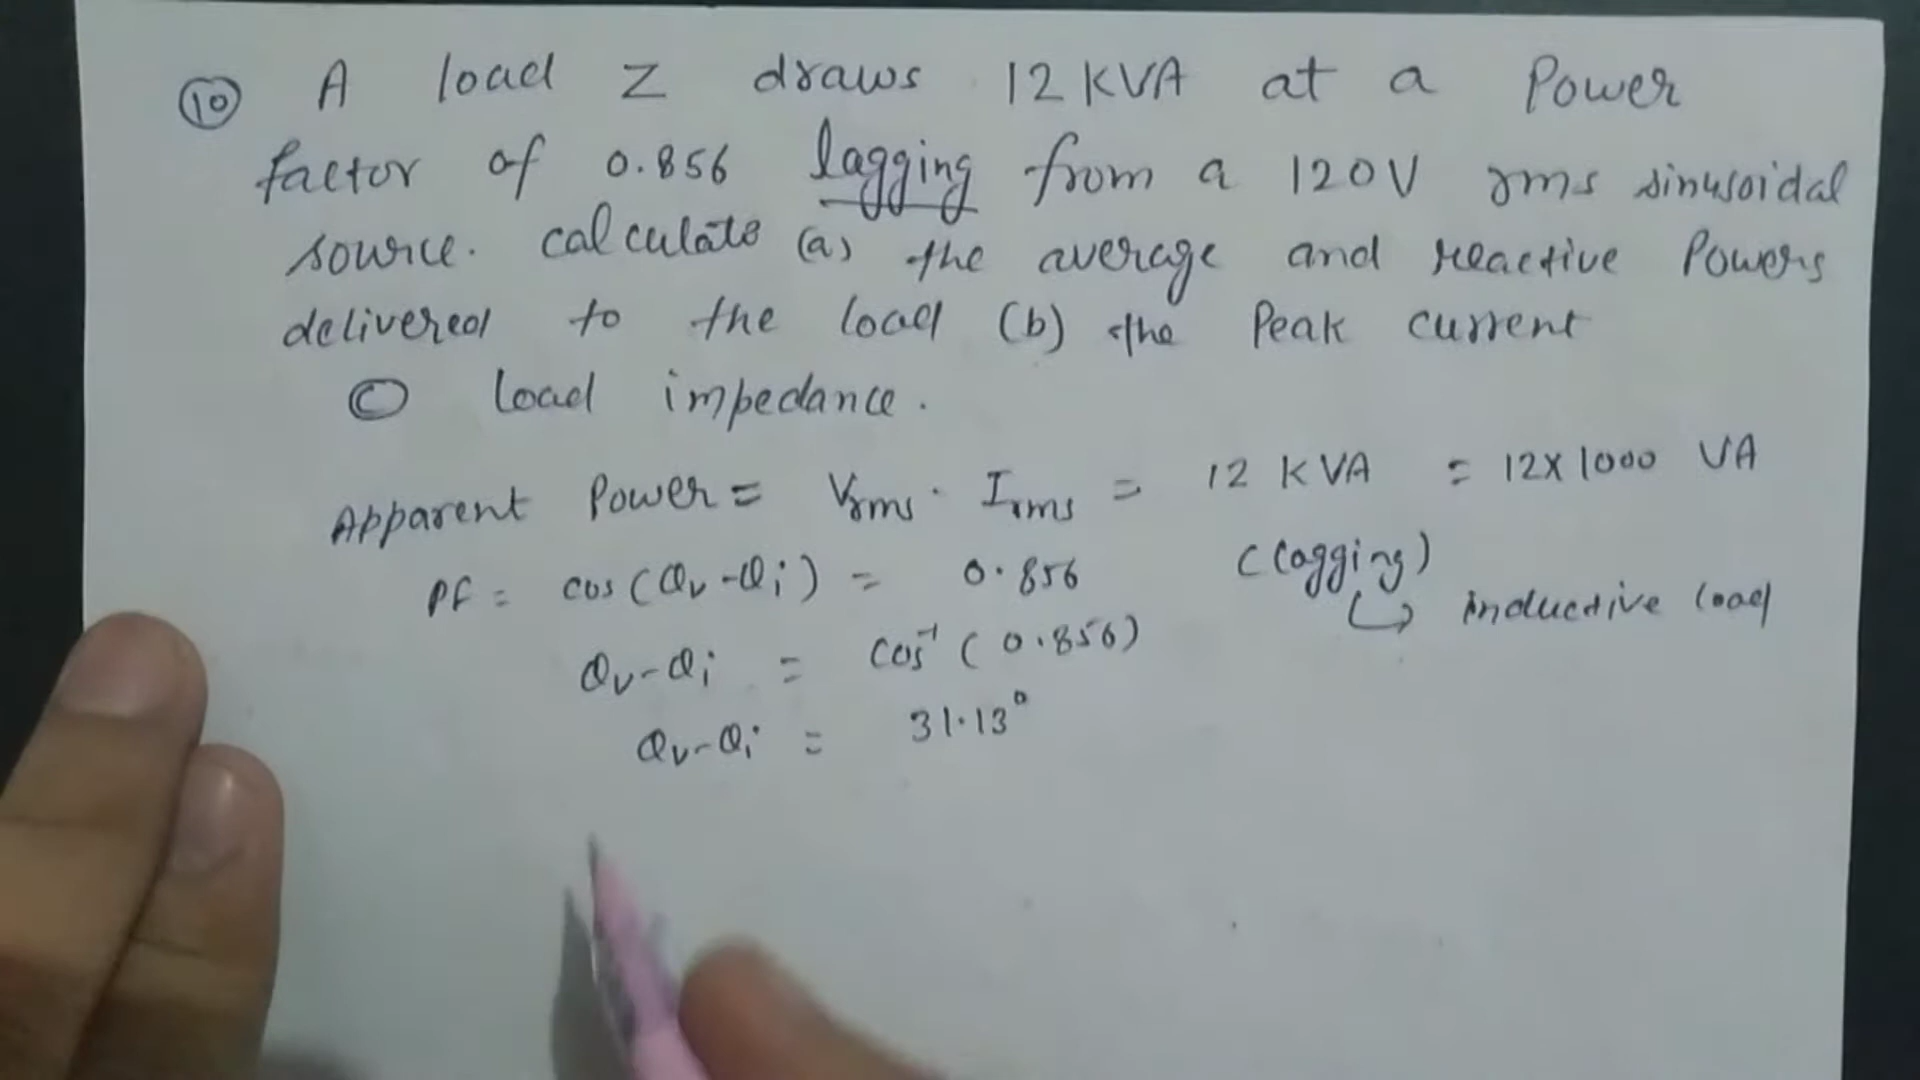 ⑩ A load Z draws 12 KVA at a Power
factor of 0.856 lagging from a 120V rms sinusoidal
source. calculate (a) the average and reactive Powers
delivered to the load (b) the Peak current
Ⓒ load impedance.
Apparent Power = Vrms . Irms = 12 KVA = 12 x 1000 VA
PF = cos(θv-θi) = 0.856 (lagging)
↳ inductive load
θv-θi = cos⁻¹(0.856)
θv-θi = 31.13°